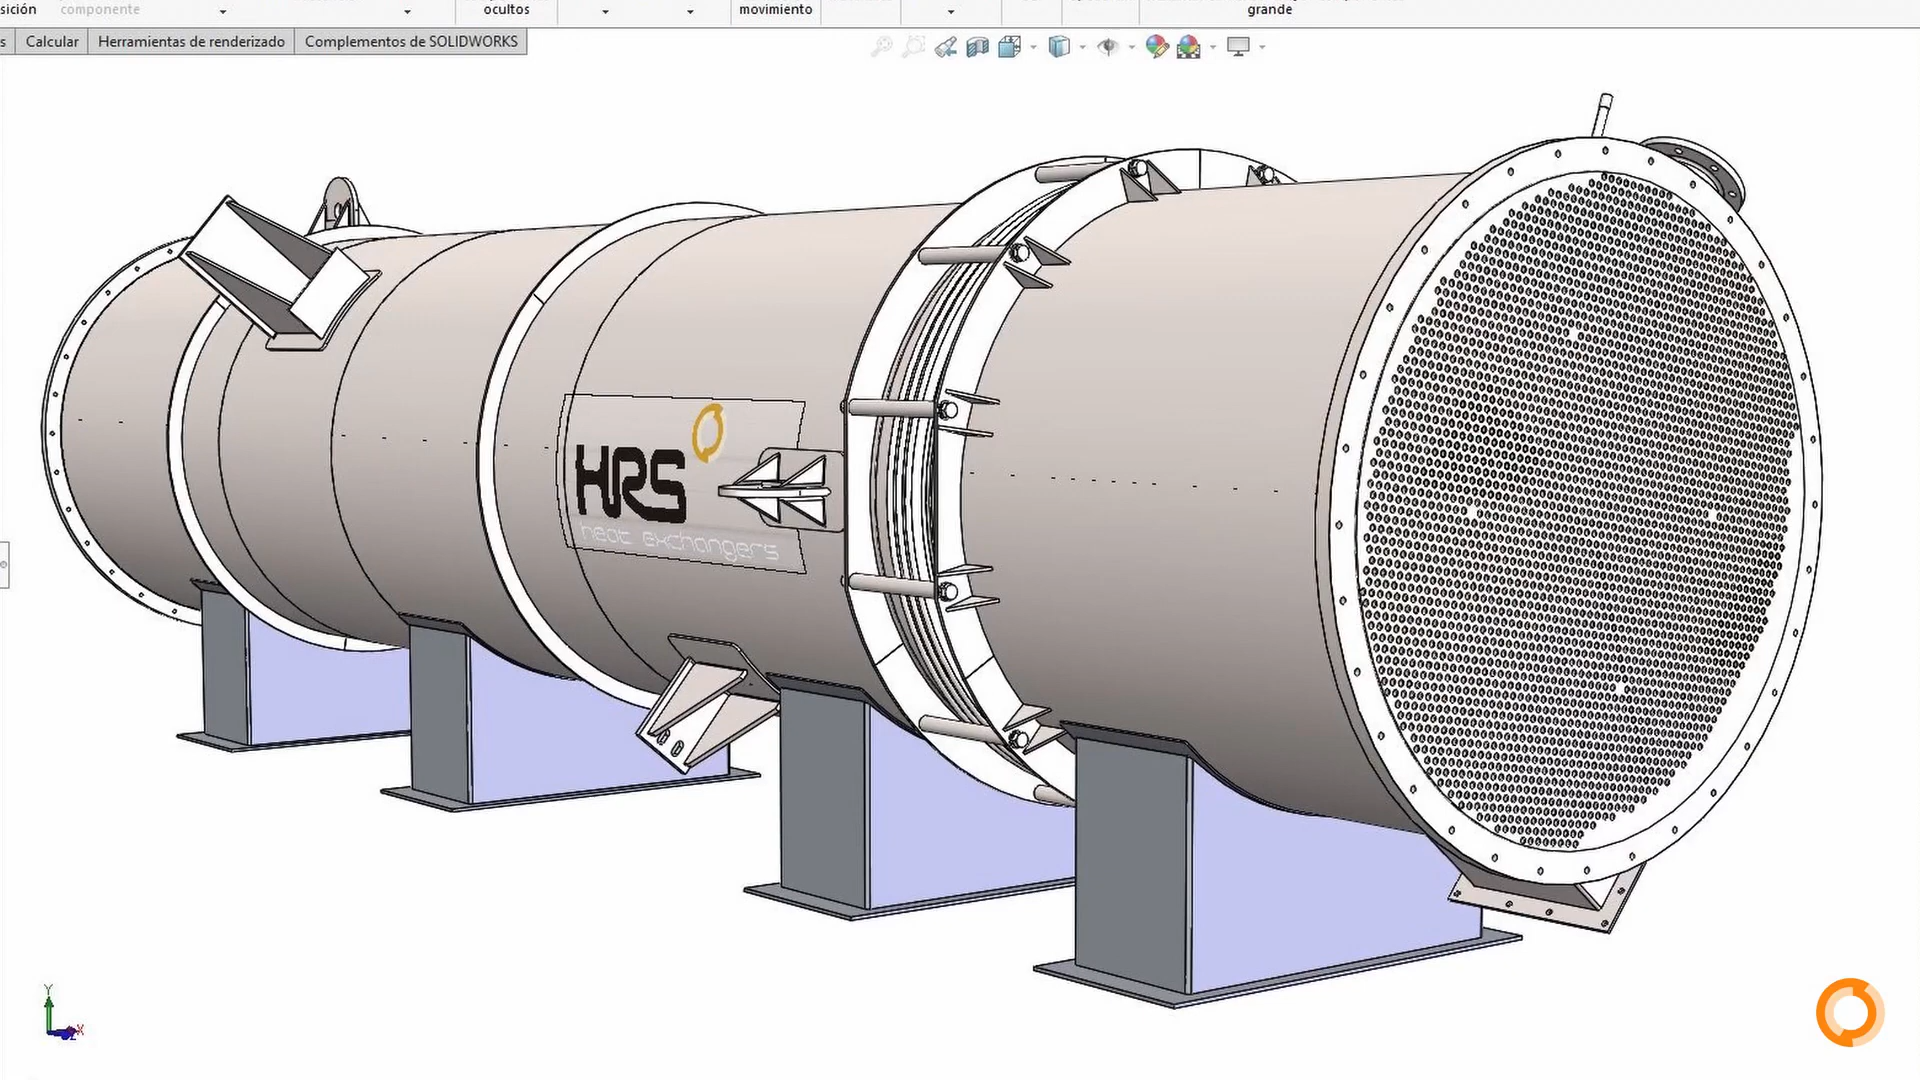 sición
componente
ocultos
movimiento
grande
s
Calcular
Herramientas de renderizado
Complementos de SOLIDWORKS
HRS
heat exchangers
Y
X
Z